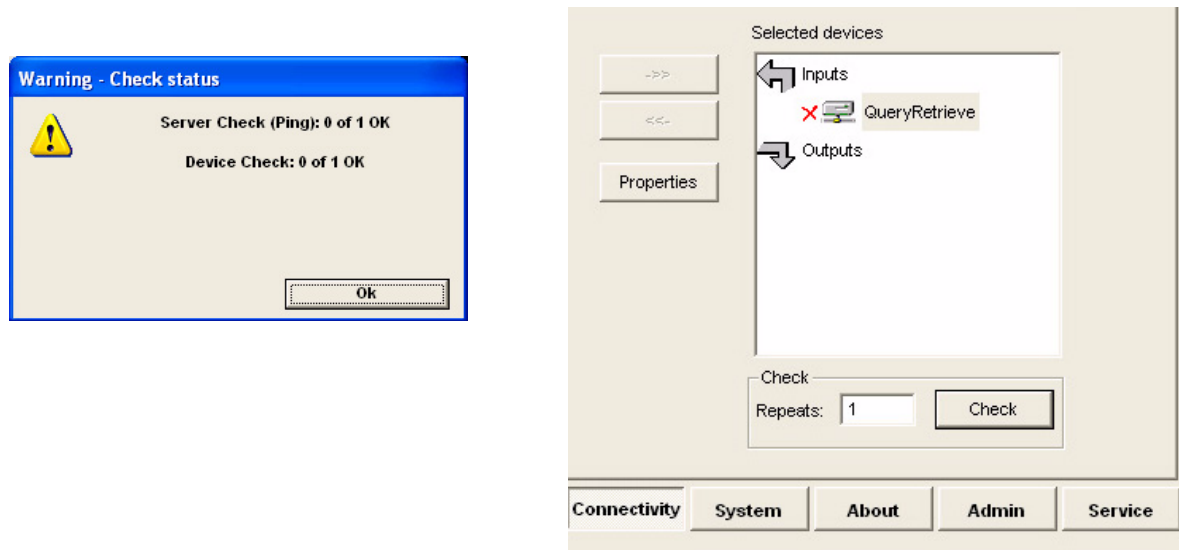 Warning - Check status
Server Check (Ping): 0 of 1 OK
Device Check: 0 of 1 OK
Ok
Selected devices
->>
<<-
Properties
Inputs
QueryRetrieve
Outputs
Check
Repeats: 1 Check
Connectivity System About Admin Service